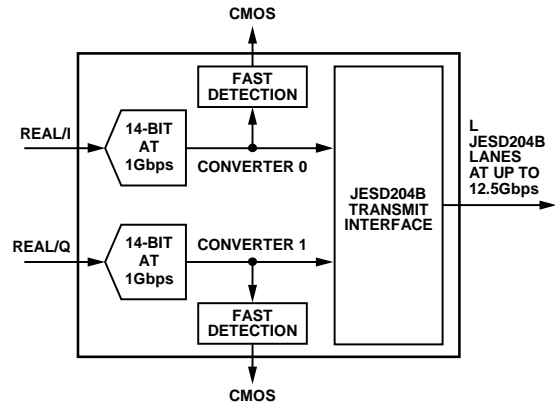 CMOS
FAST
DETECTION
REAL/I
14-BIT
AT
1Gbps
CONVERTER 0
JESD204B
TRANSMIT
INTERFACE
L
JESD204B
LANES
AT UP TO
12.5Gbps
REAL/Q
14-BIT
AT
1Gbps
CONVERTER 1
FAST
DETECTION
CMOS